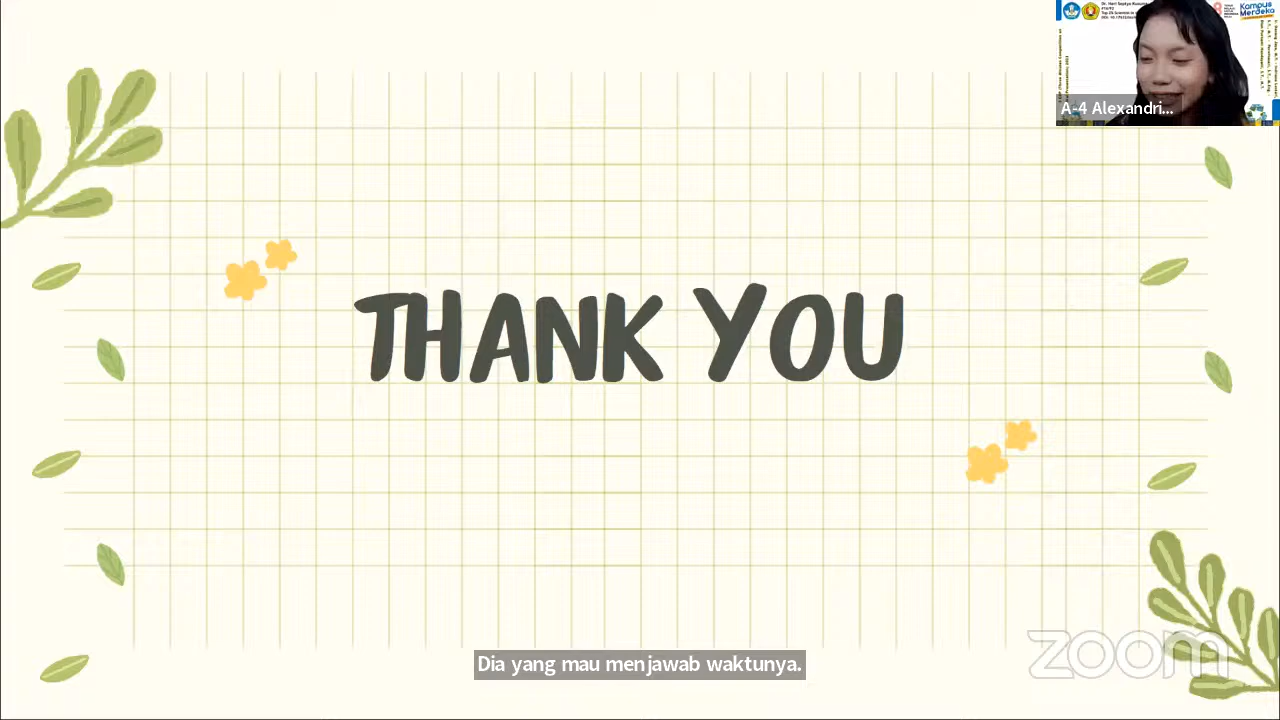 Kampus
Merdeka
A-4 Alexandri...
THANK YOU
Dia yang mau menjawab waktunya.
zoom